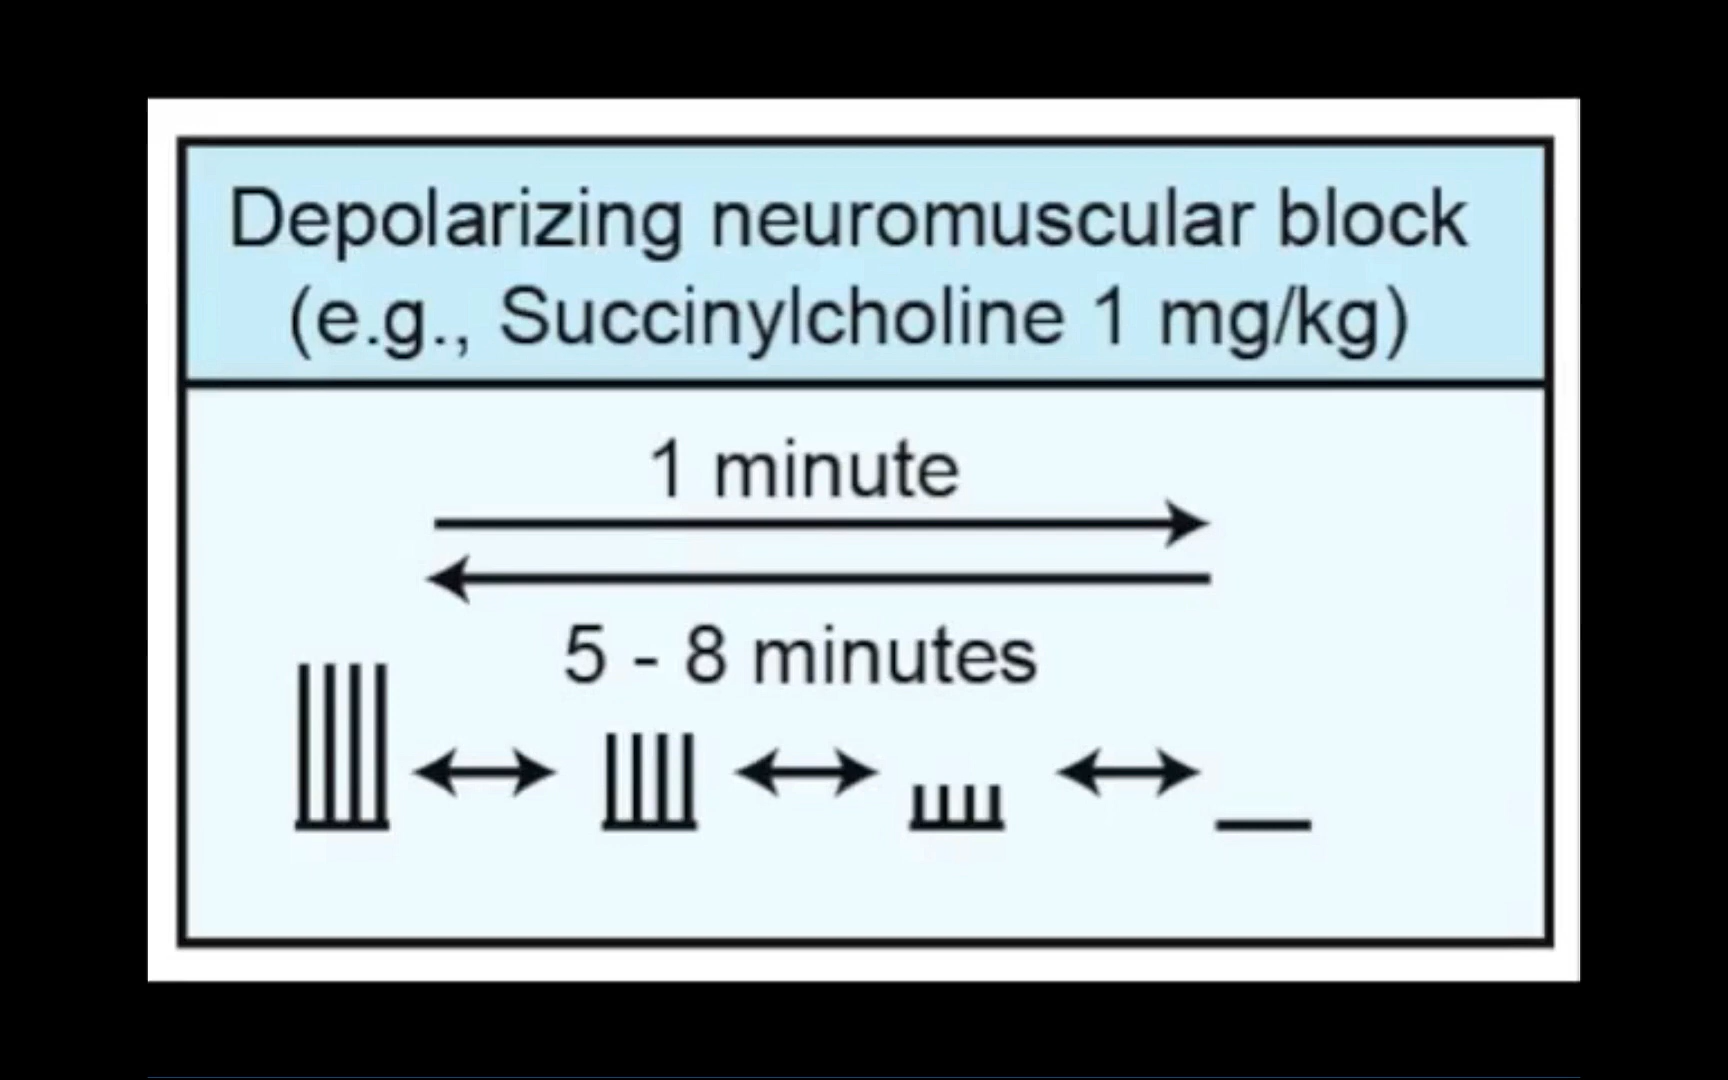 Depolarizing neuromuscular block
(e.g., Succinylcholine 1 mg/kg)
1 minute
5 - 8 minutes